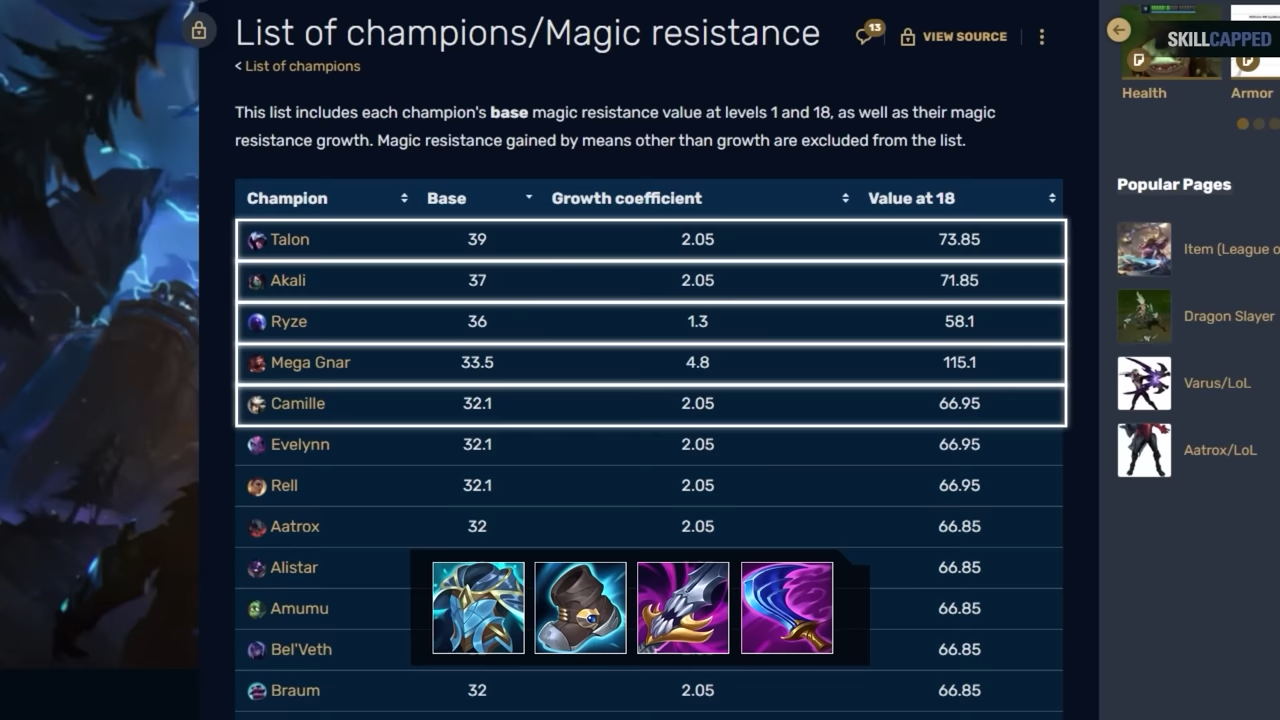 List of champions/Magic resistance
13
VIEW SOURCE
< List of champions
This list includes each champion's base magic resistance value at levels 1 and 18, as well as their magic
resistance growth. Magic resistance gained by means other than growth are excluded from the list.
Champion Base Growth coefficient Value at 18
Talon 39 2.05 73.85
Akali 37 2.05 71.85
Ryze 36 1.3 58.1
Mega Gnar 33.5 4.8 115.1
Camille 32.1 2.05 66.95
Evelynn 32.1 2.05 66.95
Rell 32.1 2.05 66.95
Aatrox 32 2.05 66.85
Alistar 66.85
Amumu 66.85
Bel'Veth 66.85
Braum 32 2.05 66.85
SKILLCAPPED
Health
Armor
Popular Pages
Item (League o
Dragon Slayer
Varus/LoL
Aatrox/LoL